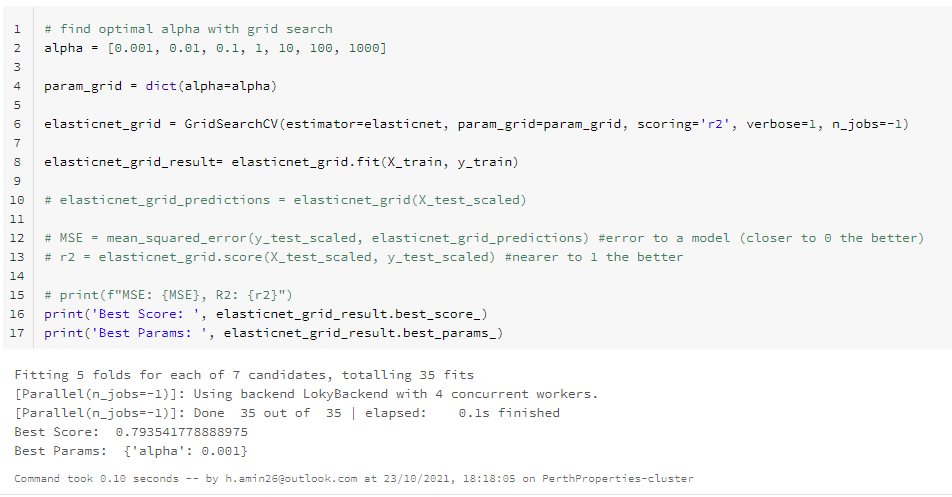 1 # find optimal alpha with grid search
2 alpha = [0.001, 0.01, 0.1, 1, 10, 100, 1000]
3
4 param_grid = dict(alpha=alpha)
5
6 elasticnet_grid = GridSearchCV(estimator=elasticnet, param_grid=param_grid, scoring='r2', verbose=1, n_jobs=-1)
7
8 elasticnet_grid_result= elasticnet_grid.fit(X_train, y_train)
9
10 # elasticnet_grid_predictions = elasticnet_grid(X_test_scaled)
11
12 # MSE = mean_squared_error(y_test_scaled, elasticnet_grid_predictions) #error to a model (closer to 0 the better)
13 # r2 = elasticnet_grid.score(X_test_scaled, y_test_scaled) #nearer to 1 the better
14
15 # print(f"MSE: {MSE}, R2: {r2}")
16 print('Best Score: ', elasticnet_grid_result.best_score_)
17 print('Best Params: ', elasticnet_grid_result.best_params_)
Fitting 5 folds for each of 7 candidates, totalling 35 fits
[Parallel(n_jobs=-1)]: Using backend LokyBackend with 4 concurrent workers.
[Parallel(n_jobs=-1)]: Done  35 out of  35 | elapsed:    0.1s finished
Best Score:  0.793541778888975
Best Params:  {'alpha': 0.001}
Command took 0.10 seconds -- by h.amin26@outlook.com at 23/10/2021, 18:18:05 on PerthProperties-cluster